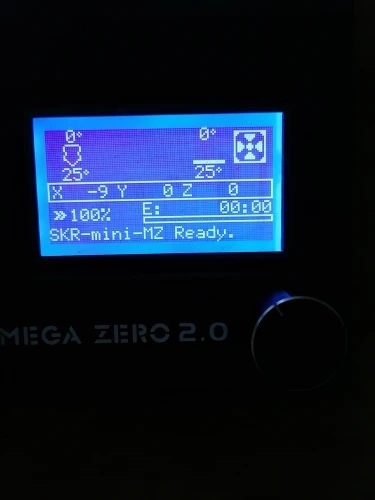 0° 0°
25° 25°
X -9 Y 0 Z 0
E: 00:00
»100%
SKR-mini-MZ Ready.
MEGA ZERO 2.0